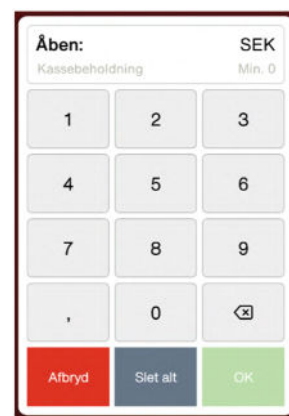 Åben: SEK
Kassebeholdning Min. 0
1 2 3
4 5 6
7 8 9
, 0
Afbryd Slet alt OK